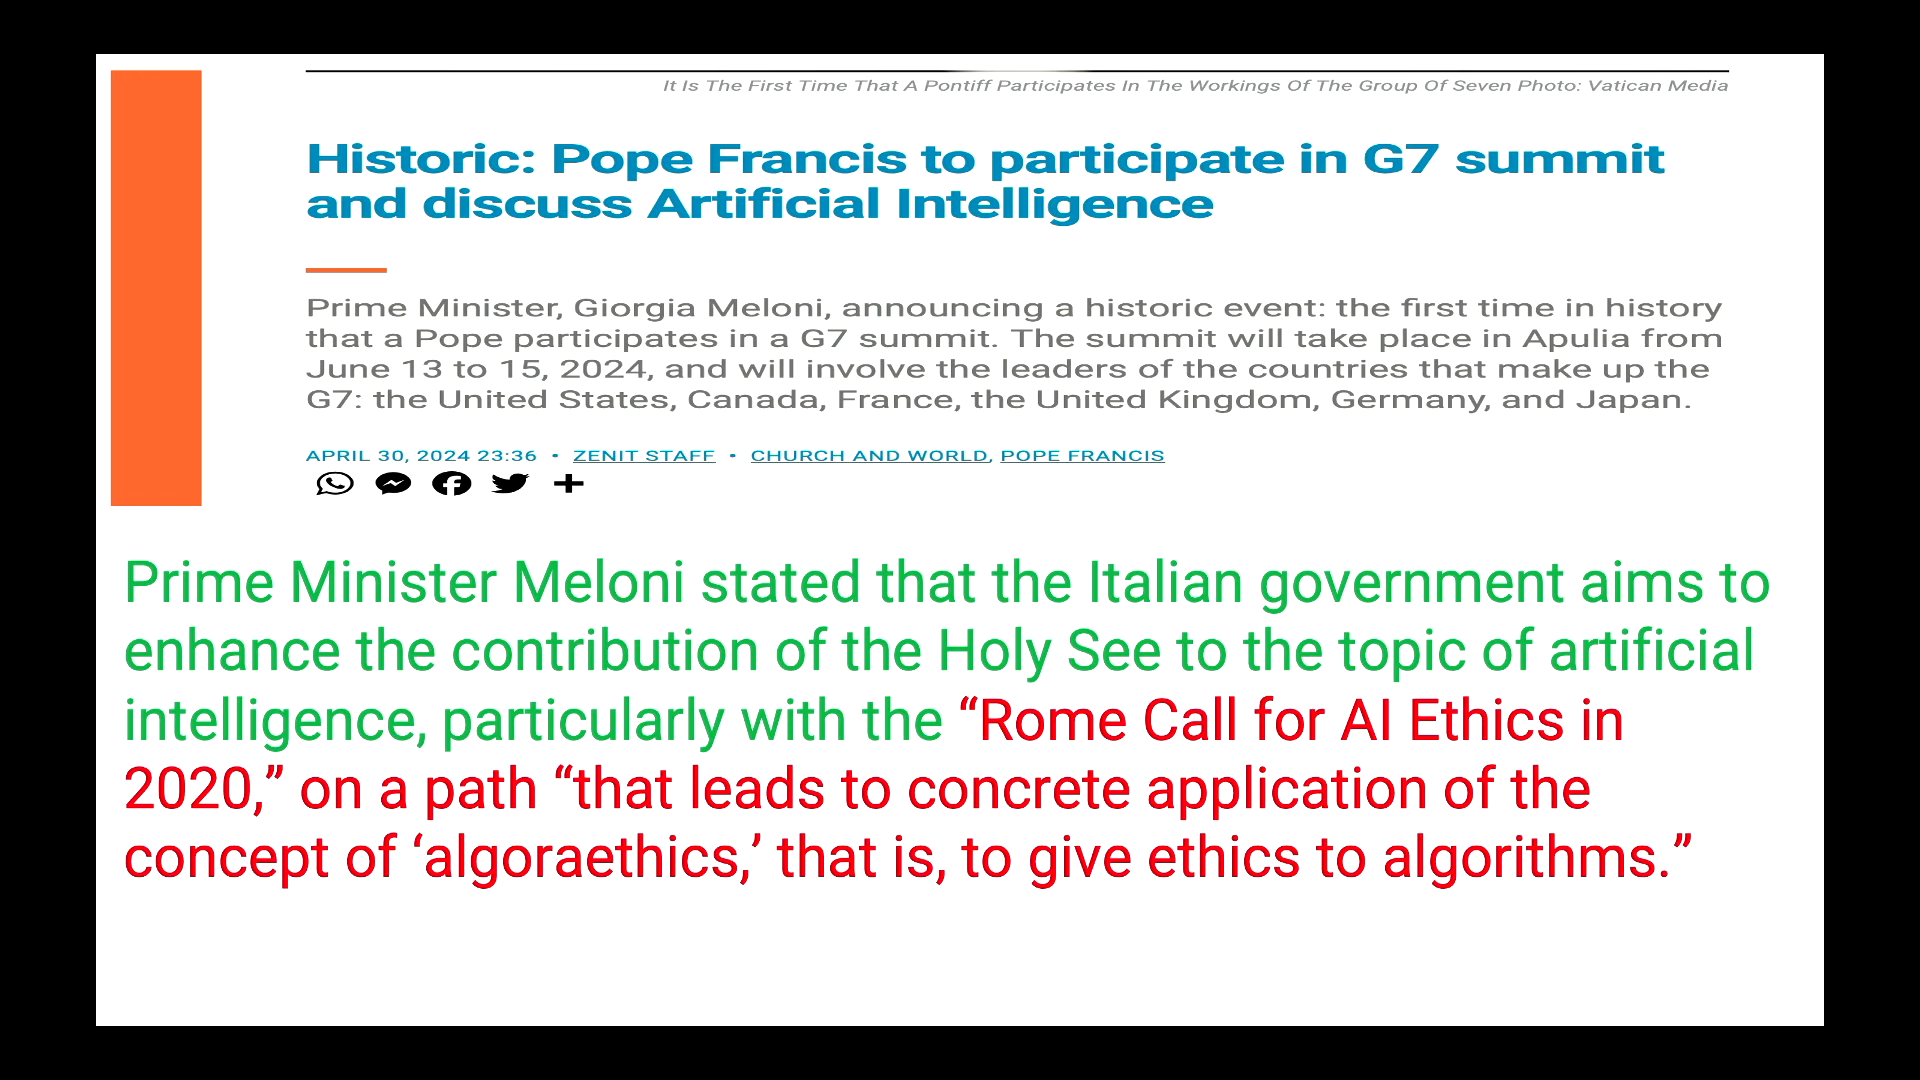 It Is The First Time That A Pontiff Participates In The Workings Of The Group Of Seven Photo: Vatican Media
Historic: Pope Francis to participate in G7 summit
and discuss Artificial Intelligence
Prime Minister, Giorgia Meloni, announcing a historic event: the first time in history
that a Pope participates in a G7 summit. The summit will take place in Apulia from
June 13 to 15, 2024, and will involve the leaders of the countries that make up the
G7: the United States, Canada, France, the United Kingdom, Germany, and Japan.
APRIL 30, 2024 23:36 • ZENIT STAFF • CHURCH AND WORLD, POPE FRANCIS
Prime Minister Meloni stated that the Italian government aims to
enhance the contribution of the Holy See to the topic of artificial
intelligence, particularly with the “Rome Call for AI Ethics in
2020,” on a path “that leads to concrete application of the
concept of ‘algoraethics,’ that is, to give ethics to algorithms.”